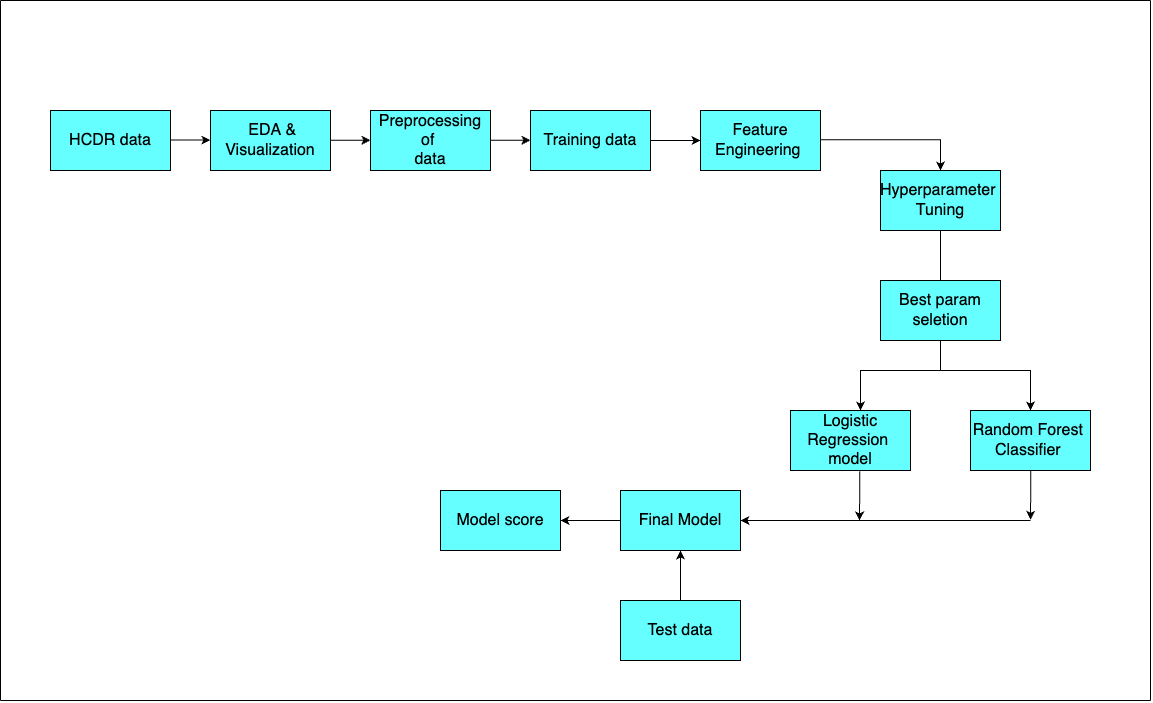 HCDR data
EDA &
Visualization
Preprocessing
of
data
Training data
Feature
Engineering
Hyperparameter
Tuning
Best param
seletion
Logistic
Regression
model
Random Forest
Classifier
Model score
Final Model
Test data